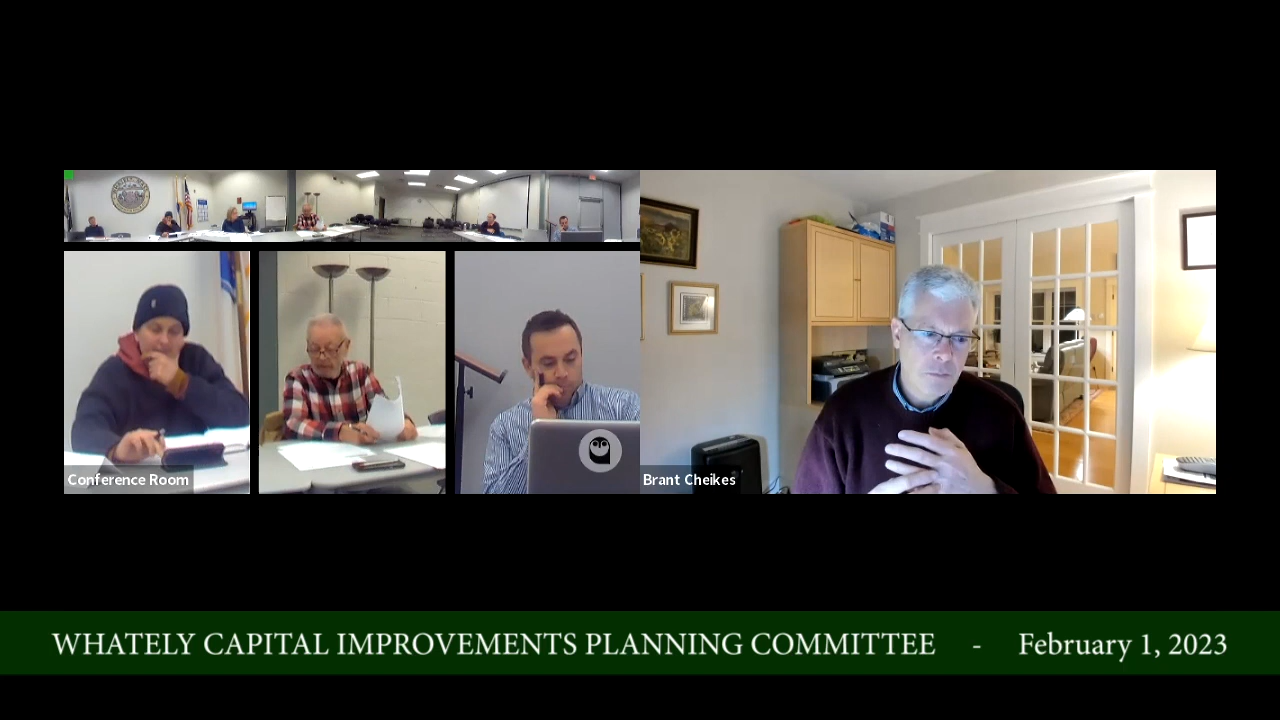 Conference Room
Brant Cheikes
WHATELY CAPITAL IMPROVEMENTS PLANNING COMMITTEE - February 1, 2023